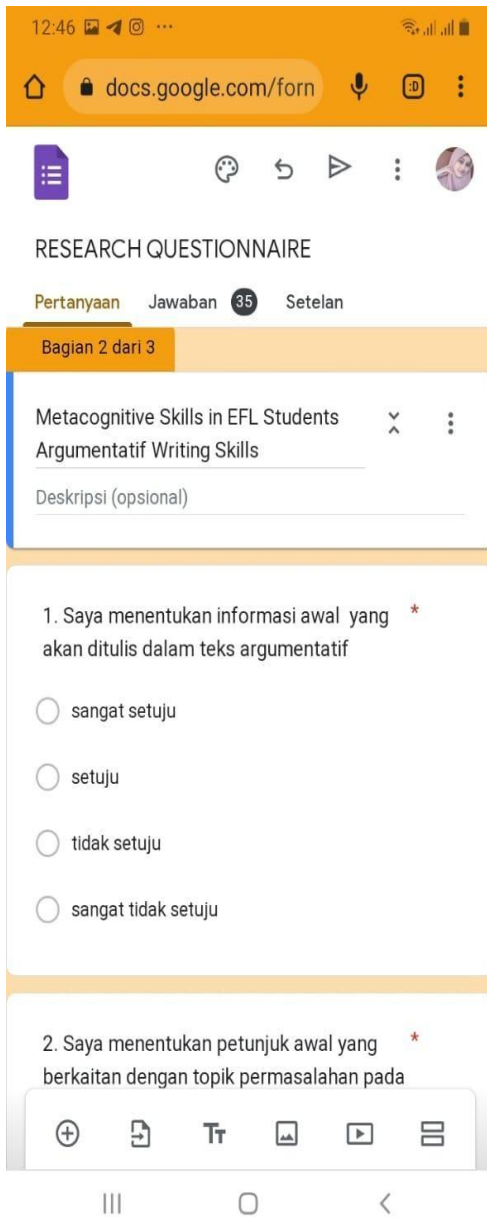 12:46
docs.google.com/forn
:D
RESEARCH QUESTIONNAIRE
Pertanyaan Jawaban 35 Setelan
Bagian 2 dari 3
Metacognitive Skills in EFL Students
Argumentatif Writing Skills
Deskripsi (opsional)
1. Saya menentukan informasi awal yang *
akan ditulis dalam teks argumentatif
sangat setuju
setuju
tidak setuju
sangat tidak setuju
2. Saya menentukan petunjuk awal yang *
berkaitan dengan topik permasalahan pada
Tт